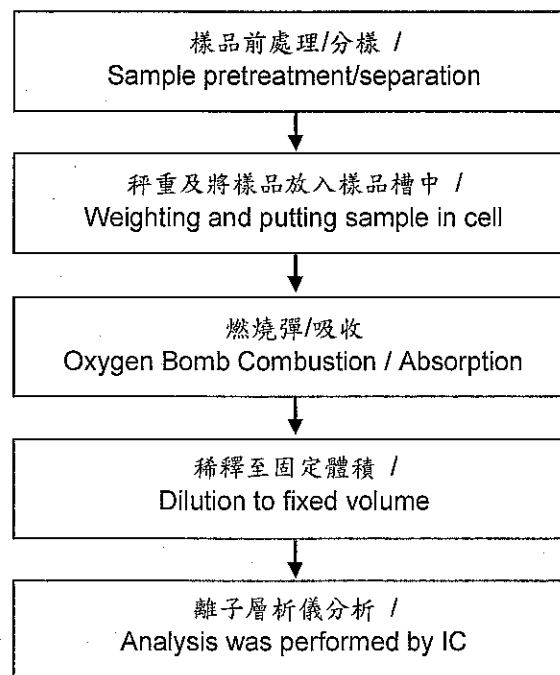 樣品前處理/分樣 /
Sample pretreatment/separation
秤重及將樣品放入樣品槽中 /
Weighting and putting sample in cell
燃燒彈/吸收
Oxygen Bomb Combustion / Absorption
稀釋至固定體積 /
Dilution to fixed volume
離子層析儀分析 /
Analysis was performed by IC